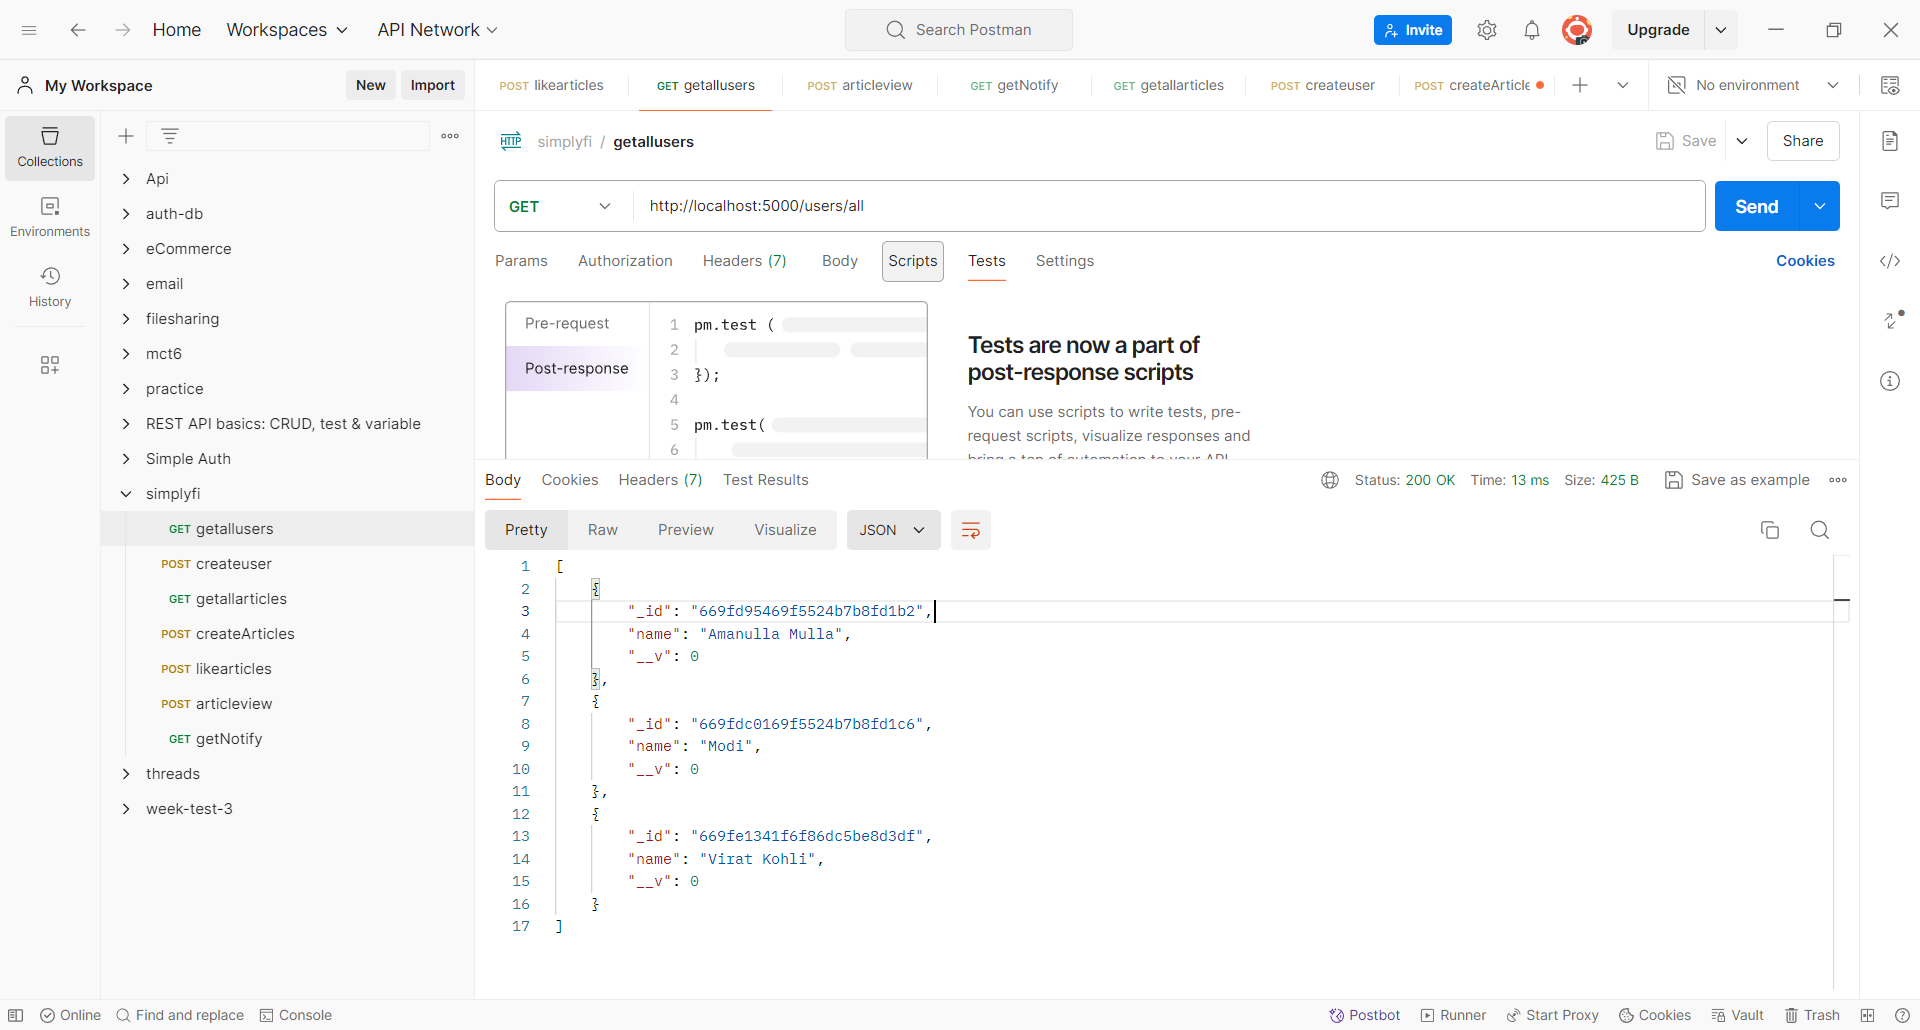 Home Workspaces API Network Search Postman Invite Upgrade
My Workspace New Import
POST likearticles GET getallusers POST articleview GET getNotify GET getallarticles POST createuser POST createArticle No environment
Collections
Environments
History
Api
auth-db
eCommerce
email
filesharing
mct6
practice
REST API basics: CRUD, test & variable
Simple Auth
simplyfi
GET getallusers
POST createuser
GET getallarticles
POST createArticles
POST likearticles
POST articleview
GET getNotify
threads
week-test-3
HTTP simplyfi / getallusers Save Share
GET http://localhost:5000/users/all Send
Params Authorization Headers (7) Body Scripts Tests Settings Cookies
Pre-request
Post-response
1 pm.test (
2
3 });
4
5 pm.test(
6
Tests are now a part of
post-response scripts
You can use scripts to write tests, pre-
request scripts, visualize responses and
bring a ton of automation to your API
Body Cookies Headers (7) Test Results Status: 200 OK Time: 13 ms Size: 425 B Save as example
Pretty Raw Preview Visualize JSON
1 [
2 {
3 "_id": "669fd95469f5524b7b8fd1b2",
4 "name": "Amanulla Mulla",
5 "__v": 0
6 },
7 {
8 "_id": "669fdc0169f5524b7b8fd1c6",
9 "name": "Modi",
10 "__v": 0
11 },
12 {
13 "_id": "669fe1341f6f86dc5be8d3df",
14 "name": "Virat Kohli",
15 "__v": 0
16 }
17 ]
Online Find and replace Console Postbot Runner Start Proxy Cookies Vault Trash